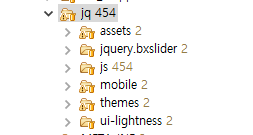 jq 454
assets 2
jquery.bxslider 2
js 454
mobile 2
themes 2
ui-lightness 2